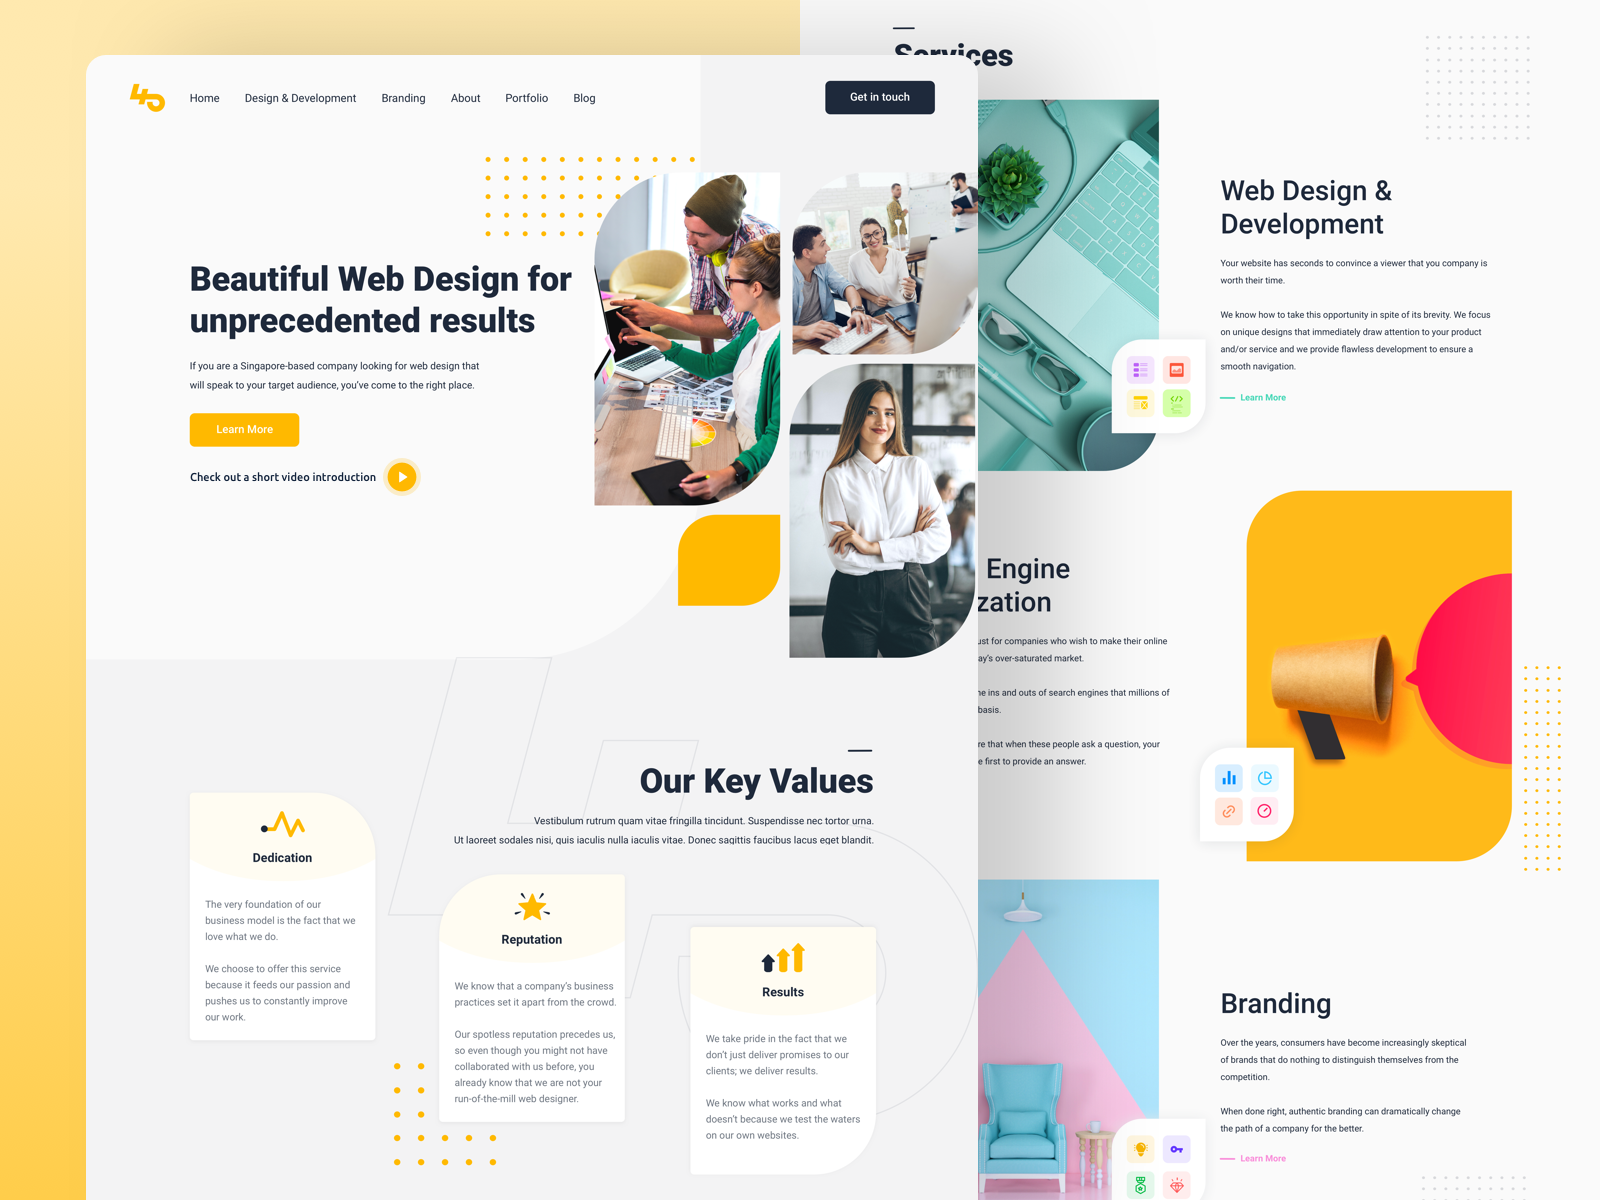 Home
Design & Development
Branding
About
Portfolio
Blog
Get in touch
Beautiful Web Design for
unprecedented results
If you are a Singapore-based company looking for web design that
will speak to your target audience, you've come to the right place.
Learn More
Check out a short video introduction
Our Key Values
Vestibulum rutrum quam vitae fringilla tincidunt. Suspendisse nec tortor urna.
Ut laoreet sodales nisi, quis iaculis nulla iaculis vitae. Donec sagittis faucibus lacus eget blandit.
Dedication
The very foundation of our
business model is the fact that we
love what we do.
We choose to offer this service
because it feeds our passion and
pushes us to constantly improve
our work.
Reputation
We know that a company's business
practices set it apart from the crowd.
Our spotless reputation precedes us,
so even though you might not have
collaborated with us before, you
already know that we are not your
run-of-the-mill web designer.
Results
We take pride in the fact that we
don't just deliver promises to our
clients; we deliver results.
We know what works and what
doesn't because we test the waters
on our own websites.
Services
Web Design &
Development
Your website has seconds to convince a viewer that you company is
worth their time.
We know how to take this opportunity in spite of its brevity. We focus
on unique designs that immediately draw attention to your product
and/or service and we provide flawless development to ensure a
smooth navigation.
Learn More
Engine
zation
ust for companies who wish to make their online
ay's over-saturated market.
he ins and outs of search engines that millions of
basis.
re that when these people ask a question, your
e first to provide an answer.
Branding
Over the years, consumers have become increasingly skeptical
of brands that do nothing to distinguish themselves from the
competition.
When done right, authentic branding can dramatically change
the path of a company for the better.
Learn More